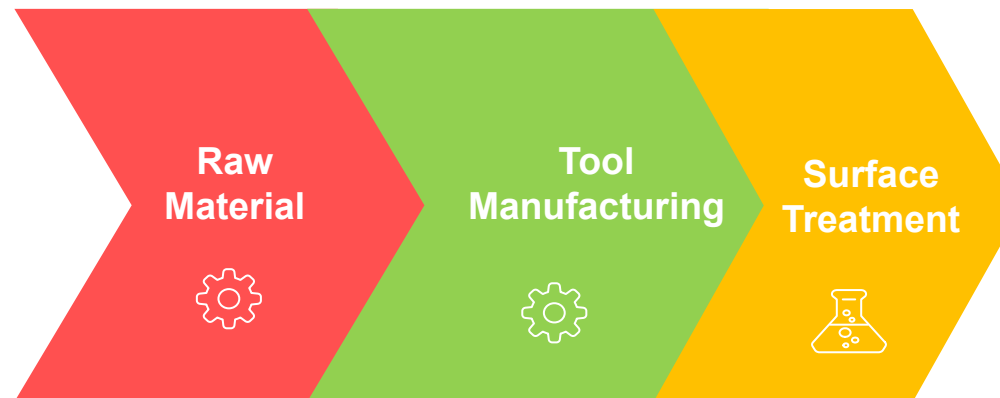 Raw
Material
Tool
Manufacturing
Surface
Treatment